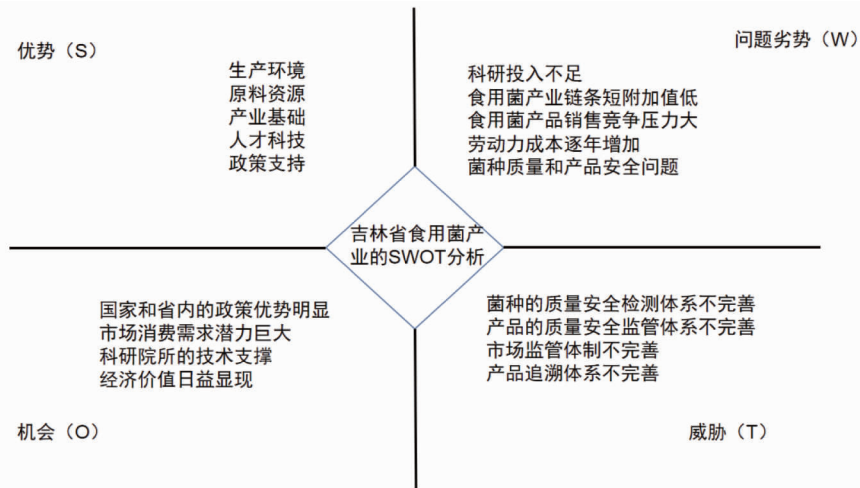 优势（S）
生产环境
原料资源
产业基础
人才科技
政策支持
问题劣势（W）
科研投入不足
食用菌产业链条短附加值低
食用菌产品销售竞争压力大
劳动力成本逐年增加
菌种质量和产品安全问题
吉林省食用菌产
业的SWOT分析
国家和省内的政策优势明显
市场消费需求潜力巨大
科研院所的技术支撑
经济价值日益显现
机会（O）
菌种的质量安全检测体系不完善
产品的质量安全监管体系不完善
市场监管体制不完善
产品追溯体系不完善
威胁（T）